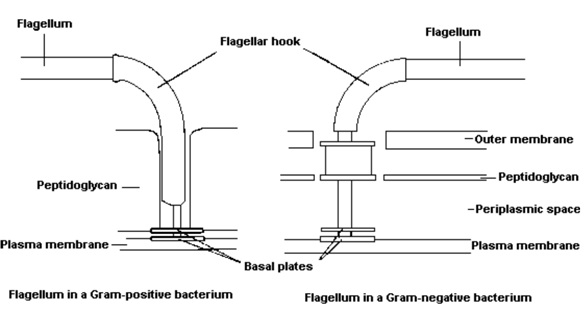 Flagellum
Flagellar hook
Flagellum
Outer membrane
Peptidoglycan
Peptidoglycan
Periplasmic space
Plasma membrane
Plasma membrane
Basal plates
Flagellum in a Gram-positive bacterium
Flagellum in a Gram-negative bacterium